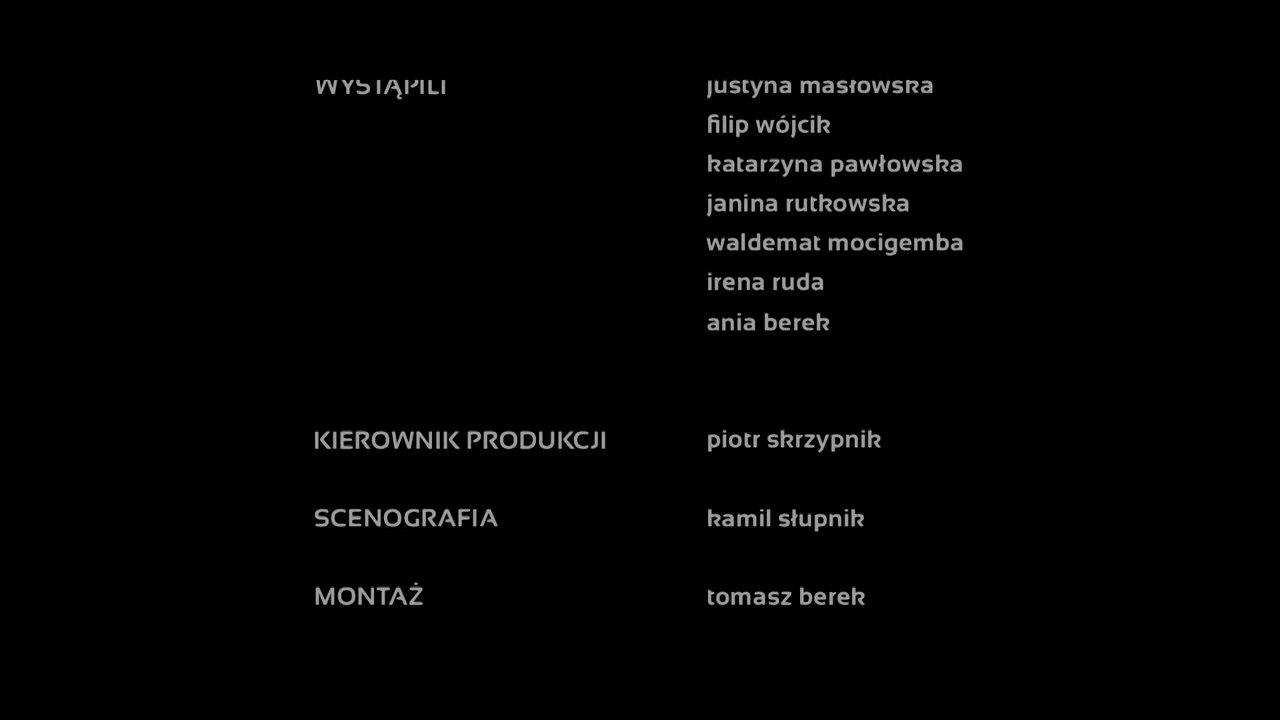 WYSTĄPILI justyna masłowska
filip wójcik
katarzyna pawłowska
janina rutkowska
waldemat mocigemba
irena ruda
ania berek
KIEROWNIK PRODUKCJI piotr skrzypnik
SCENOGRAFIA kamil słupnik
MONTAŻ tomasz berek